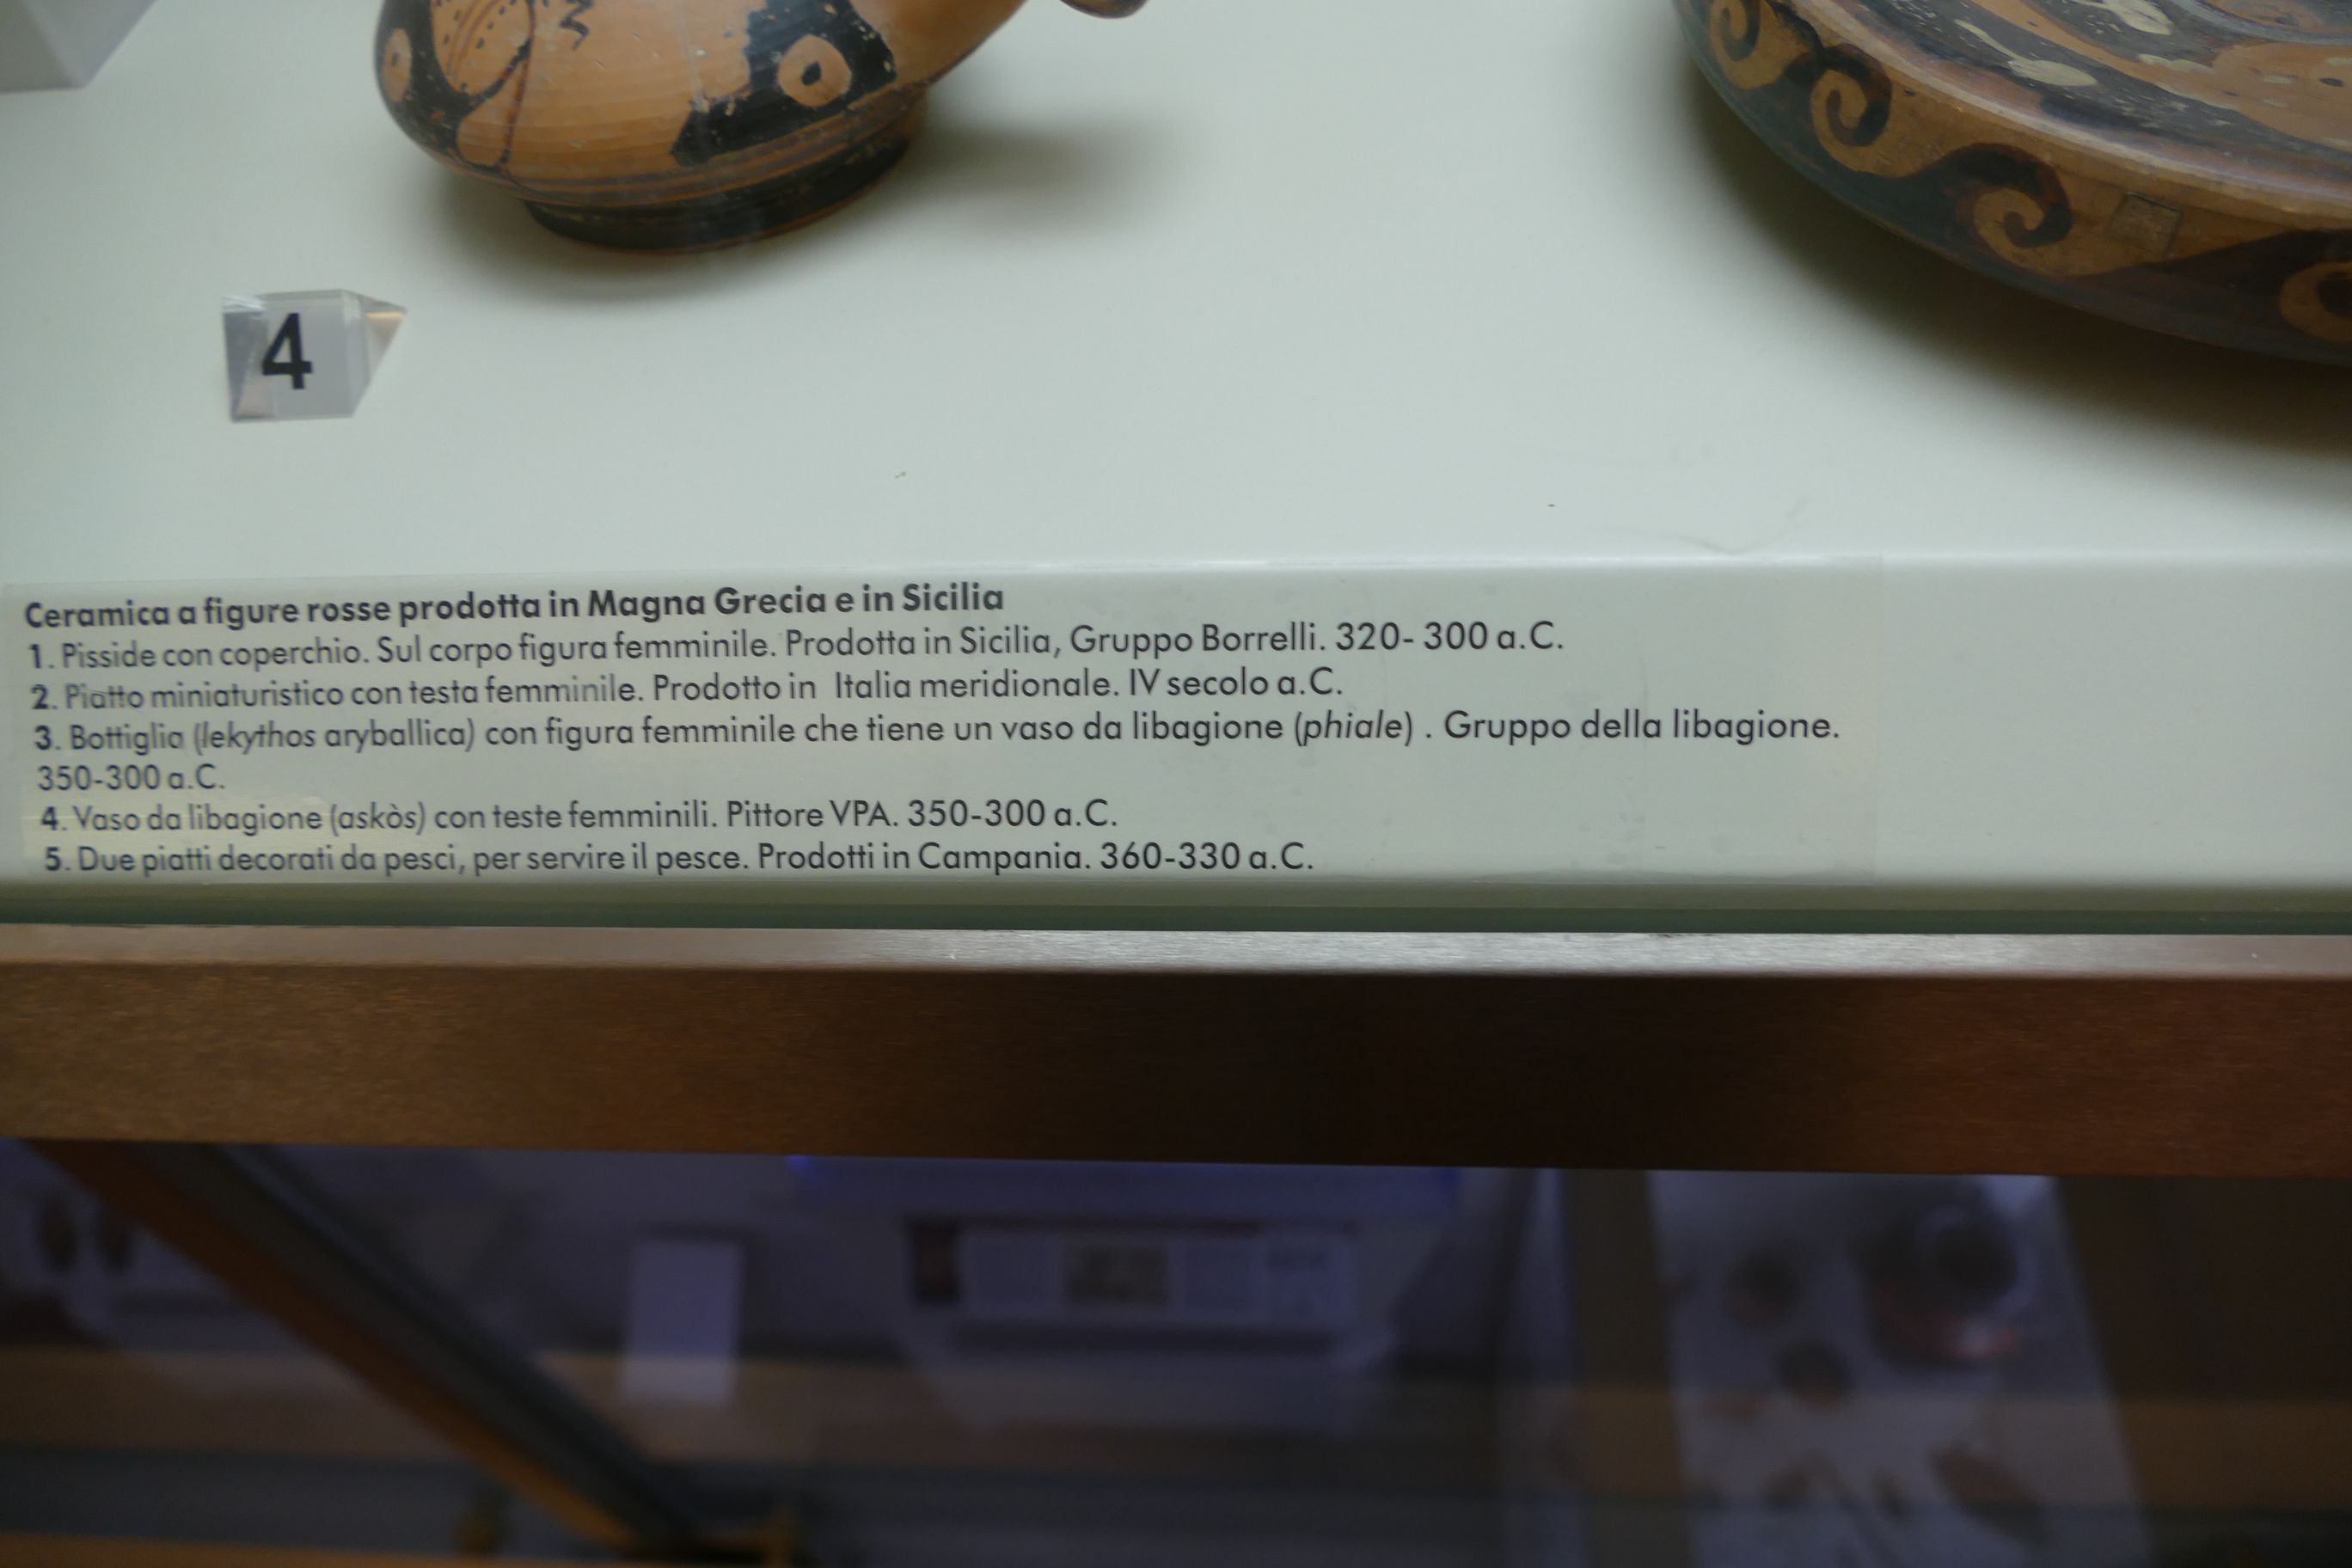 4
Ceramica a figure rosse prodotta in Magna Grecia e in Sicilia
1. Pisside con coperchio. Sul corpo figura femminile. Prodotta in Sicilia, Gruppo Borrelli. 320- 300 a.C.
2. Piatto miniaturistico con testa femminile. Prodotto in Italia meridionale. IV secolo a.C.
3. Bottiglia (lekythos aryballica) con figura femminile che tiene un vaso da libagione (phiale) . Gruppo della libagione.
350-300 a.C.
4. Vaso da libagione (askòs) con teste femminili. Pittore VPA. 350-300 a.C.
5. Due piatti decorati da pesci, per servire il pesce. Prodotti in Campania. 360-330 a.C.